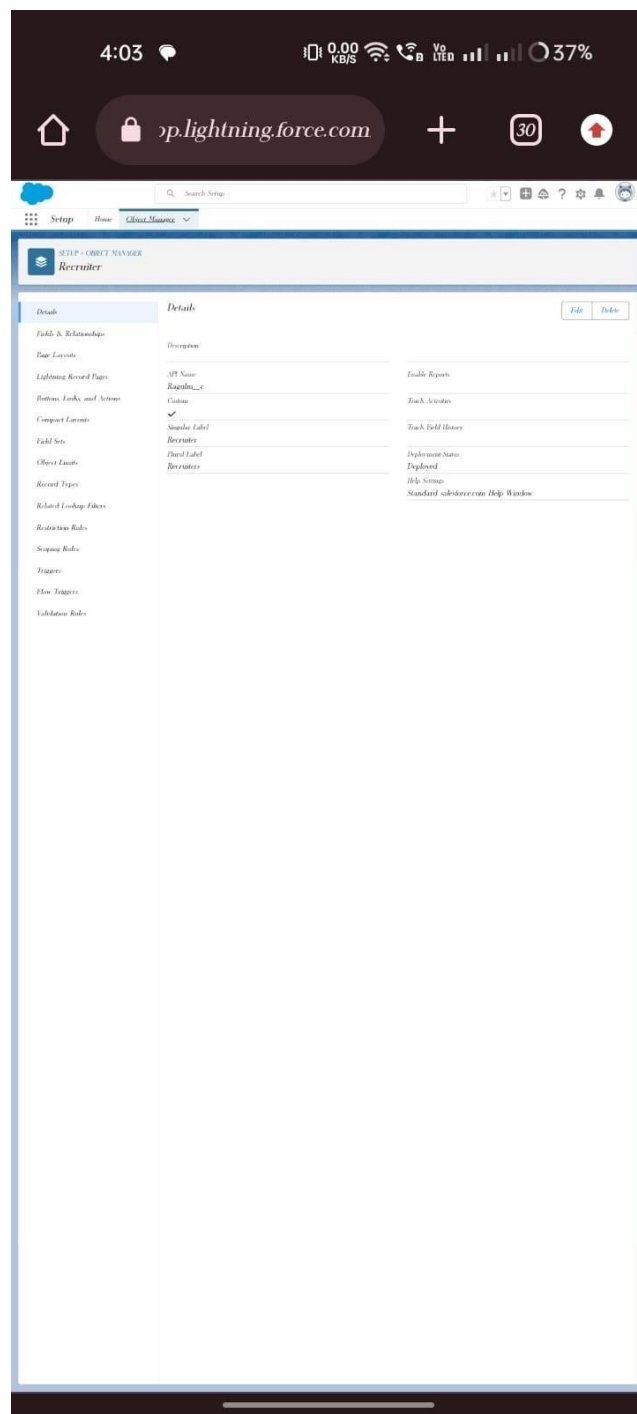 4:03
0.00 KB/S
Vo LTED
37%
op.lightning.force.com
30
Search Setup
Setup
Home
Object Manager
SETUP > OBJECT MANAGER
Recruiter
Details
Fields & Relationships
Page Layouts
Lightning Record Pages
Buttons, Links, and Actions
Compact Layouts
Field Sets
Object Limits
Record Types
Related Lookup Filters
Restriction Rules
Scoping Rules
Triggers
Flow Triggers
Validation Rules
Details
Edit
Delete
Description
API Name
Custom
Singular Label
Recruiter
Plural Label
Recruiters
Enable Reports
Track Activities
Track Field History
Deployment Status
Deployed
Help Settings
Standard salesforce.com Help Window